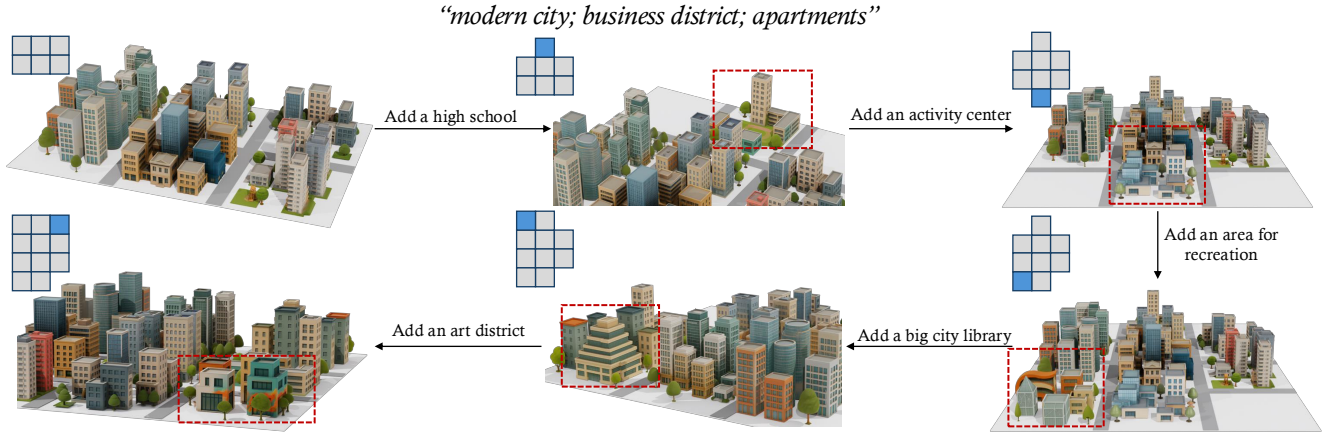 “modern city; business district; apartments”
Add a high school
Add an activity center
Add an area for
recreation
Add a big city library
Add an art district